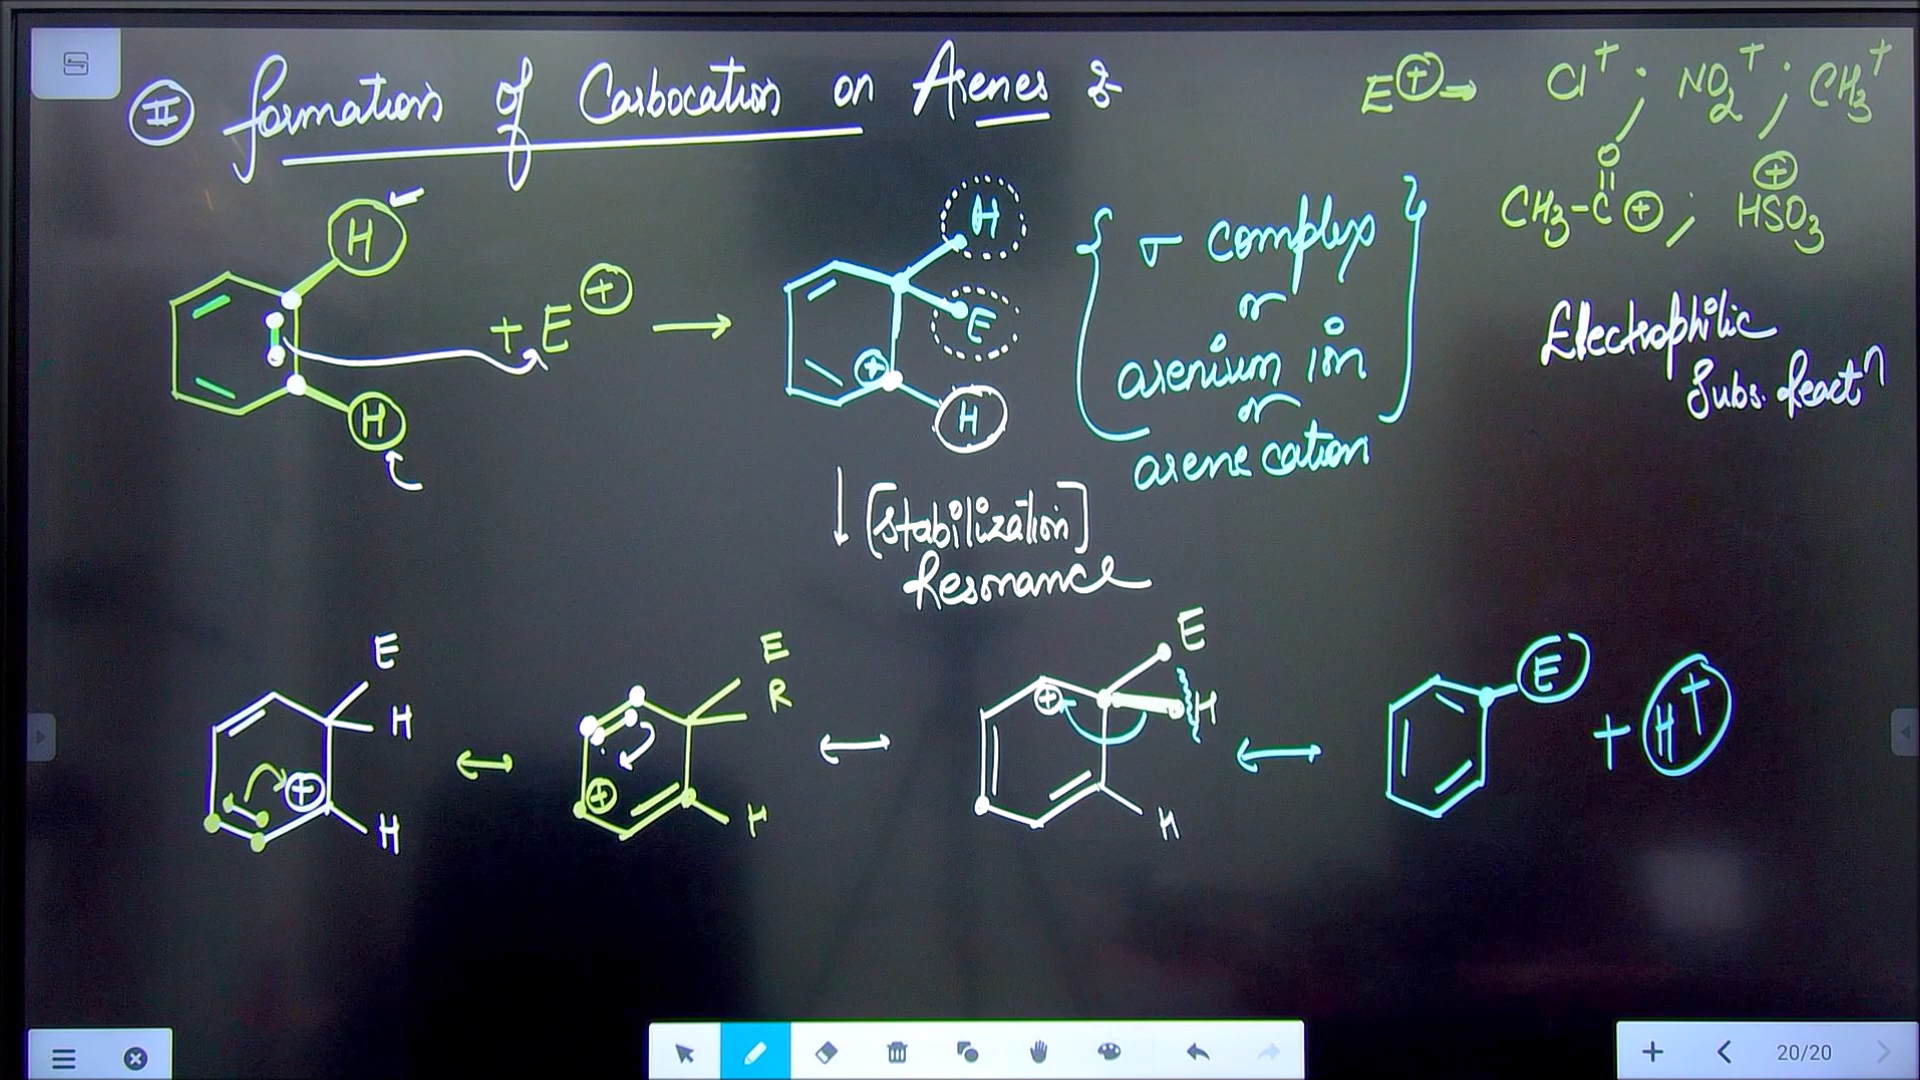 II formation of Carbocation on Arenes :-
E⊕→ Cl⁺ ; NO₂⁺ ; CH₃⁺
O
CH₃-C⊕ ; HSO₃⊕
Electrophilic
Subs. Reactⁿ
H
+ E⊕ →
H
H
E
⊕
H
{ σ complex
or
arenium ion
or
arene cation }
↓ [stabilization]
Resonance
E
H
⊕
H
↔
E
R
⊕
H
↔
E
H
⊕
H
↔
E
+ H⁺
20/20